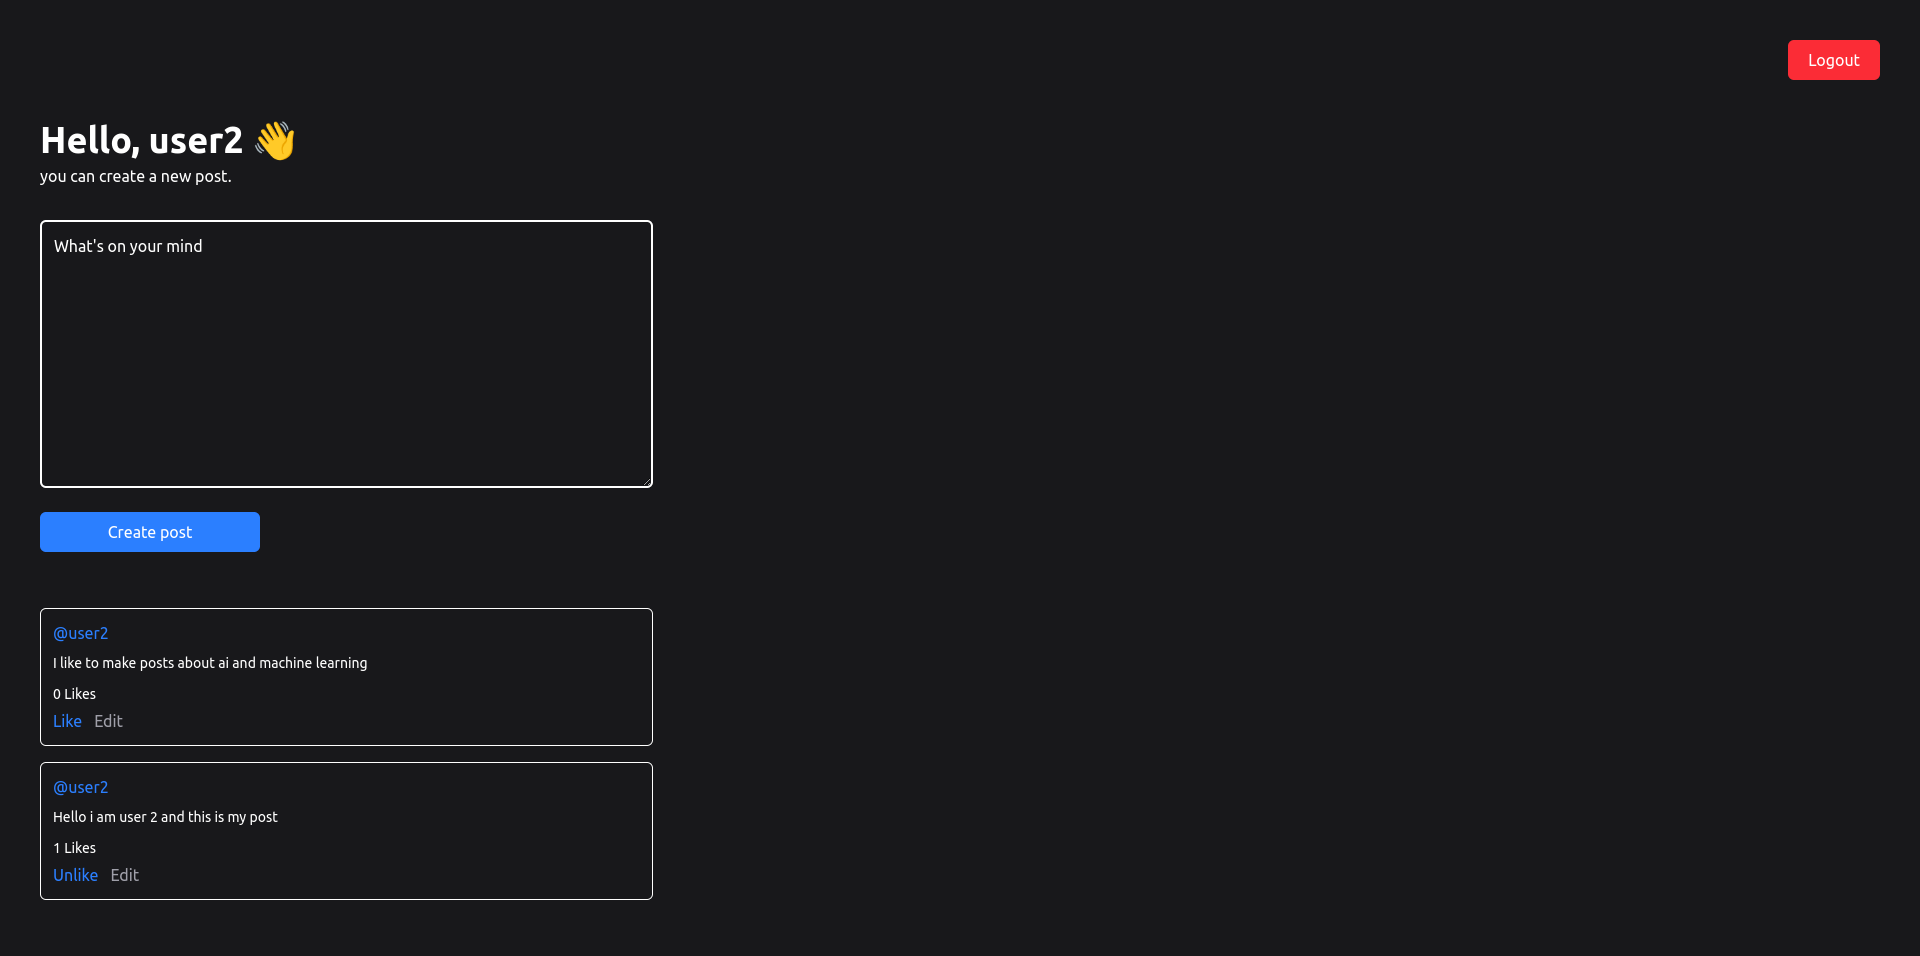 Logout
Hello, user2 👋
you can create a new post.
What's on your mind
Create post
@user2
I like to make posts about ai and machine learning
0 Likes
Like Edit
@user2
Hello i am user 2 and this is my post
1 Likes
Unlike Edit